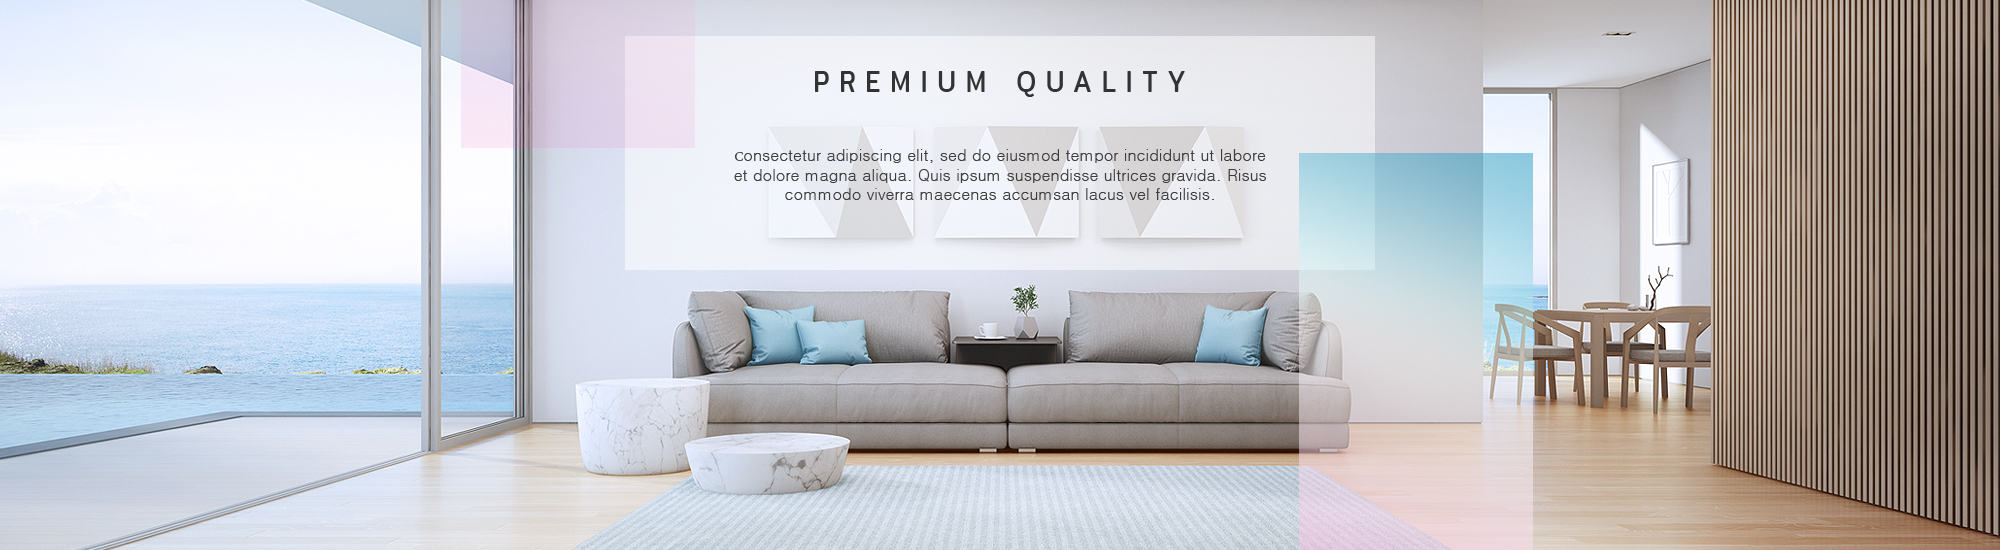 PREMIUM QUALITY
Consectetur adipiscing elit, sed do eiusmod tempor incididunt ut labore
et dolore magna aliqua. Quis ipsum suspendisse ultrices gravida. Risus
commodo viverra maecenas accumsan lacus vel facilisis.